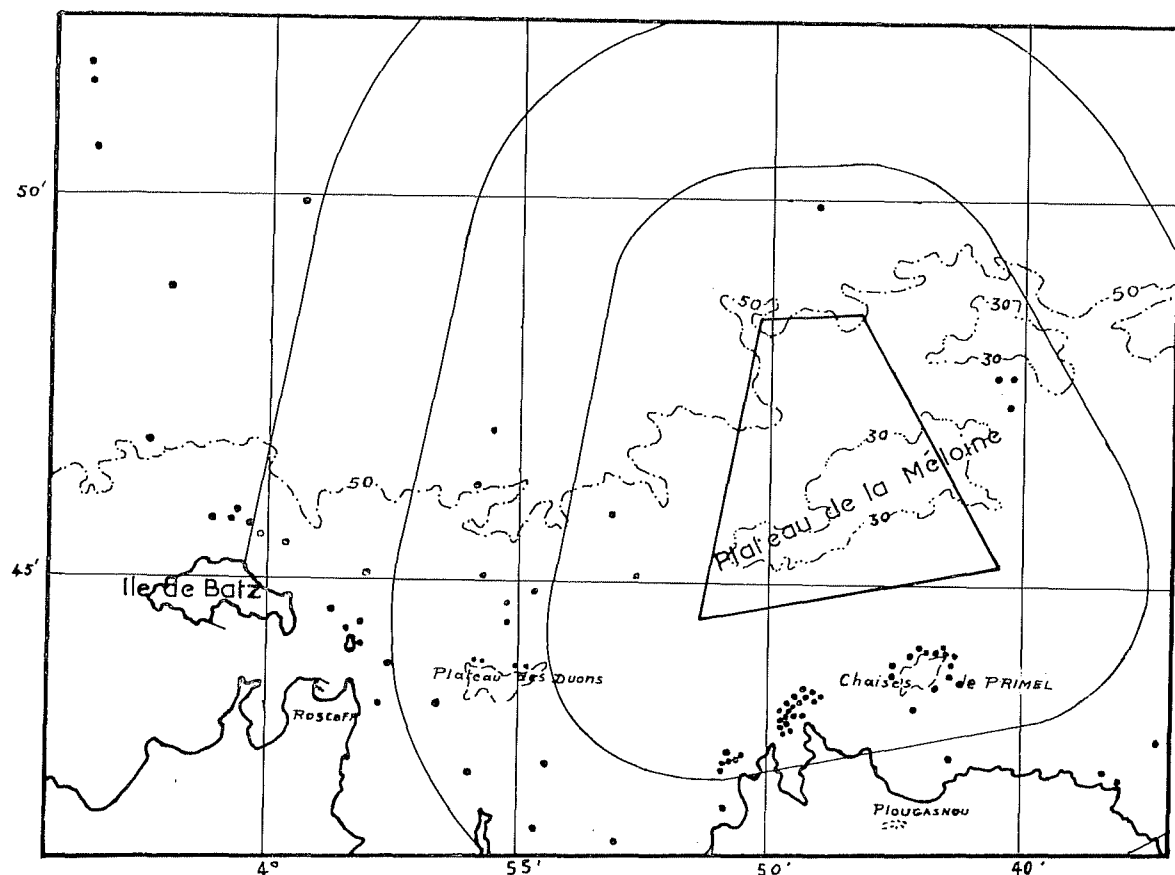 50'
50
50
30
30
30
Plateau de la Méloine
50
45'
Ile de Batz
Plateau des Duons
Chaises de PRIMEL
ROSCOFF
PLOUGASNOU
4°
55'
50'
40'